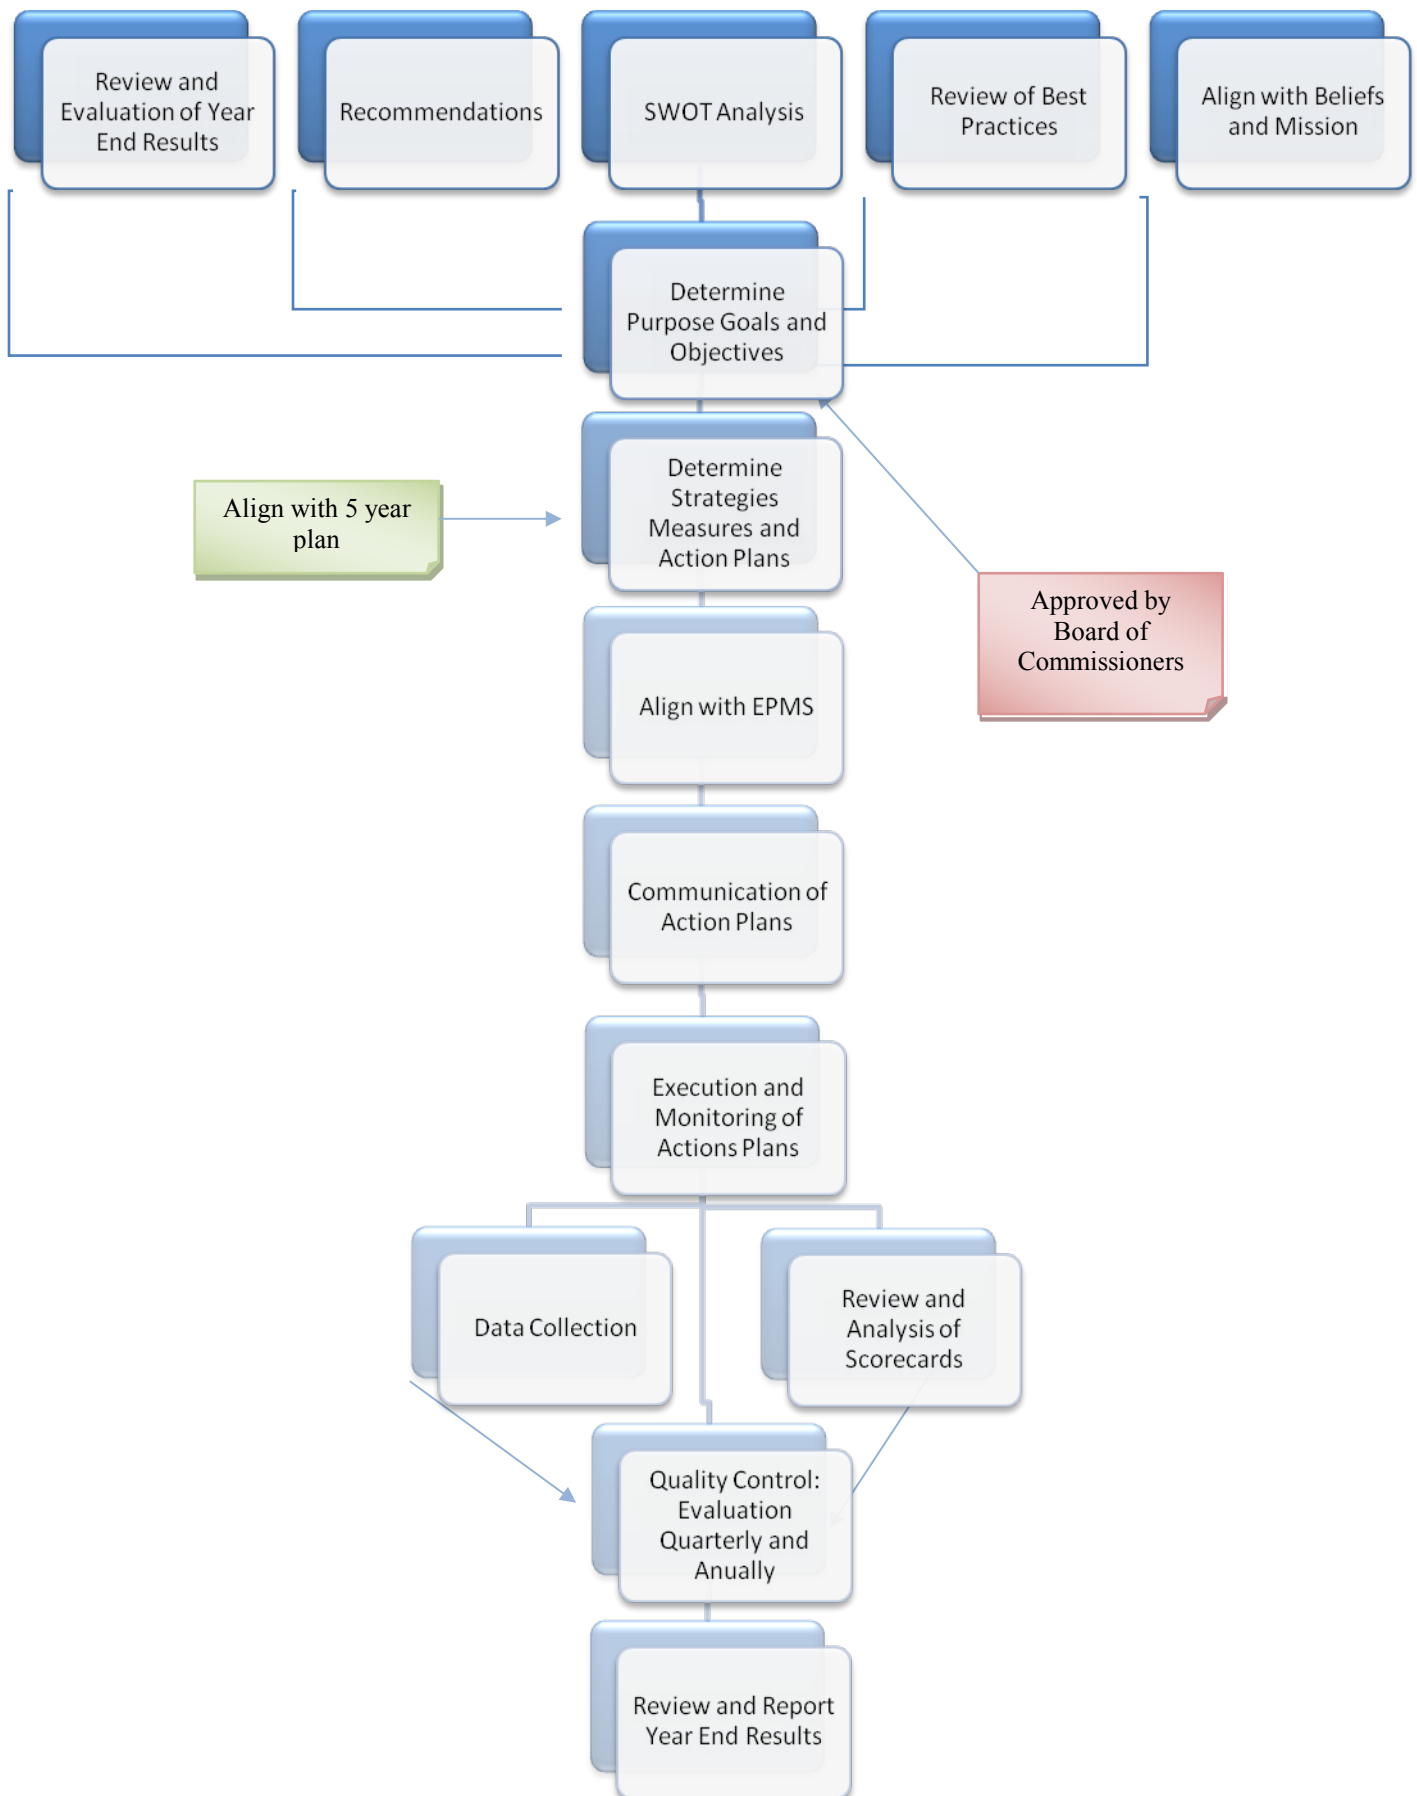 Review and
Evaluation of Year
End Results
Recommendations
SWOT Analysis
Review of Best
Practices
Align with Beliefs
and Mission
Determine
Purpose Goals and
Objectives
Determine
Strategies
Measures and
Action Plans
Align with 5 year
plan
Approved by
Board of
Commissioners
Align with EPMS
Communication of
Action Plans
Execution and
Monitoring of
Actions Plans
Data Collection
Review and
Analysis of
Scorecards
Quality Control:
Evaluation
Quarterly and
Anually
Review and Report
Year End Results